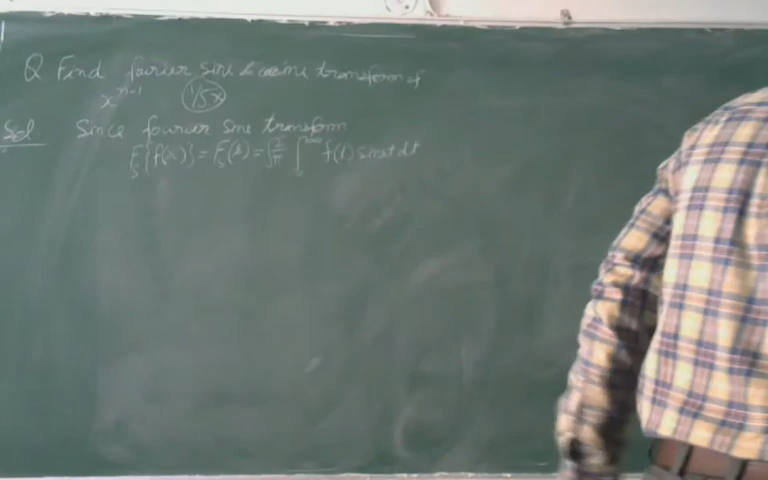 Q Find fourier sine & cosine transform of
x^{n-1} 1/√x
Sol Since fourier sine transform
F_s{f(x)} = F_s(s) = √(2/π) ∫_0^∞ f(t) sin st dt